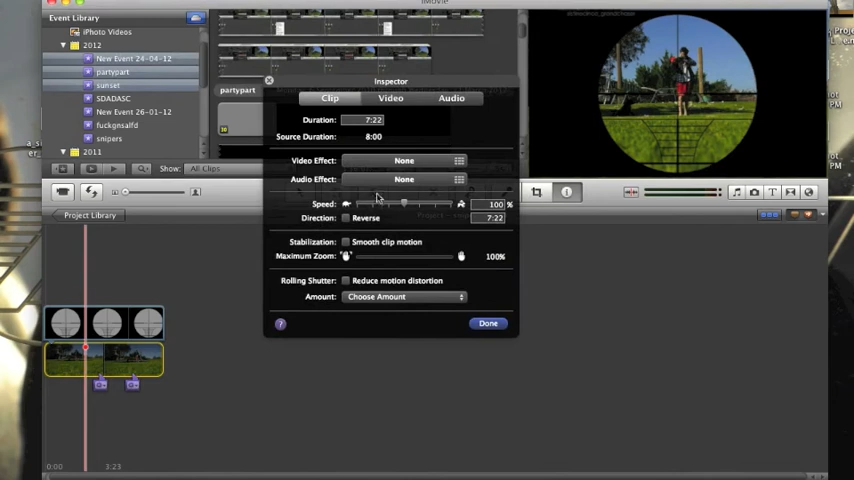 iMovie
Event Library
iPhoto Videos
2012
New Event 24-04-12
partypart
sunset
SDADASC
New Event 26-01-12
fuckgnsalfd
snipers
2011
partypart
Show: All Clips
Project Library
Inspector
Clip Video Audio
Duration: 7:22
Source Duration: 8:00
Video Effect: None
Audio Effect: None
Speed: 100 %
Direction: Reverse 7:22
Stabilization: Smooth clip motion
Maximum Zoom: 100%
Rolling Shutter: Reduce motion distortion
Amount: Choose Amount
? Done
0:00 3:23
PM
PM